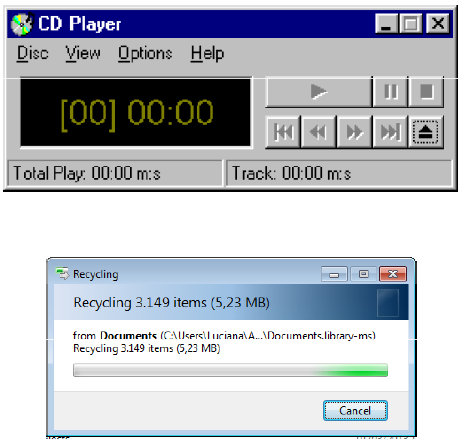 CD Player
Disc View Options Help
[00] 00:00
Total Play: 00:00 m:s Track: 00:00 m:s
Recycling
Recycling 3.149 items (5,23 MB)
from Documents (C:\Users\Luciana\A...\Documents.library-ms)
Recycling 3.149 items (5,23 MB)
Cancel